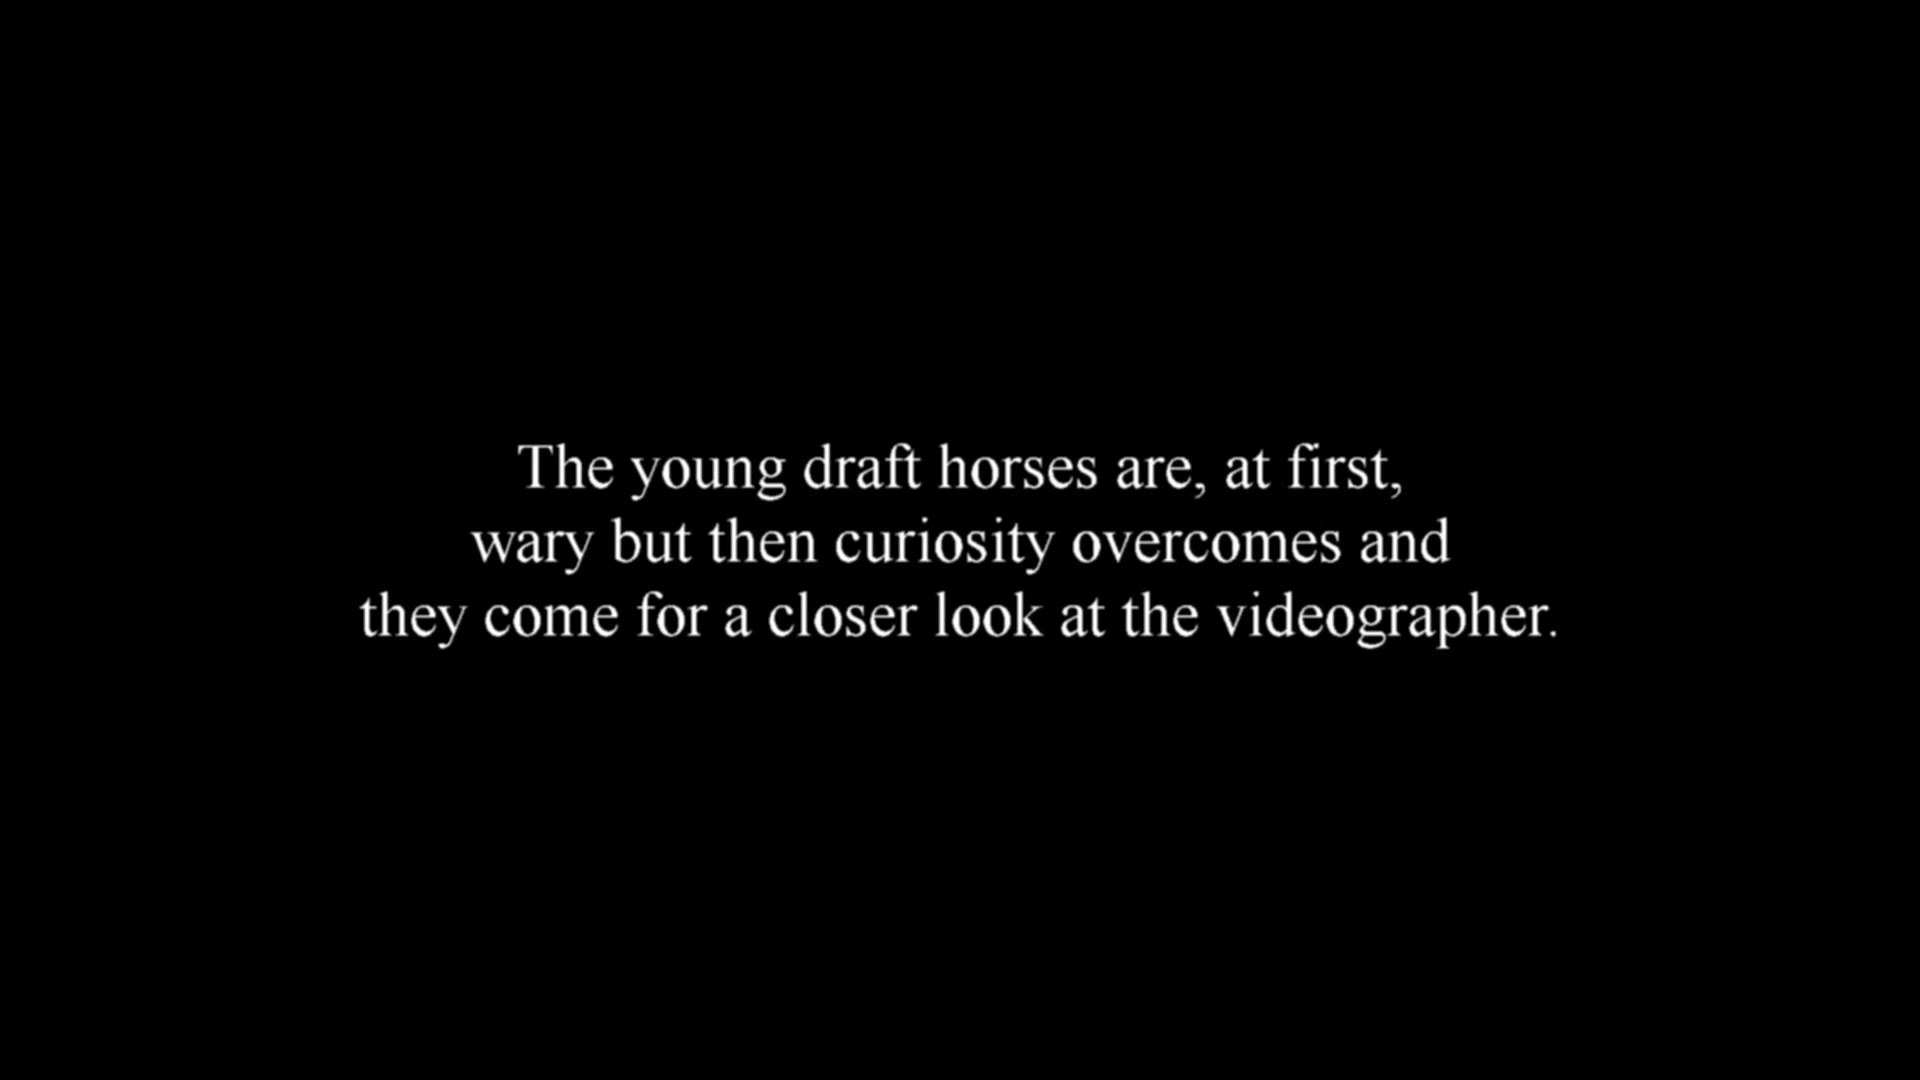 The young draft horses are, at first,
wary but then curiosity overcomes and
they come for a closer look at the videographer.